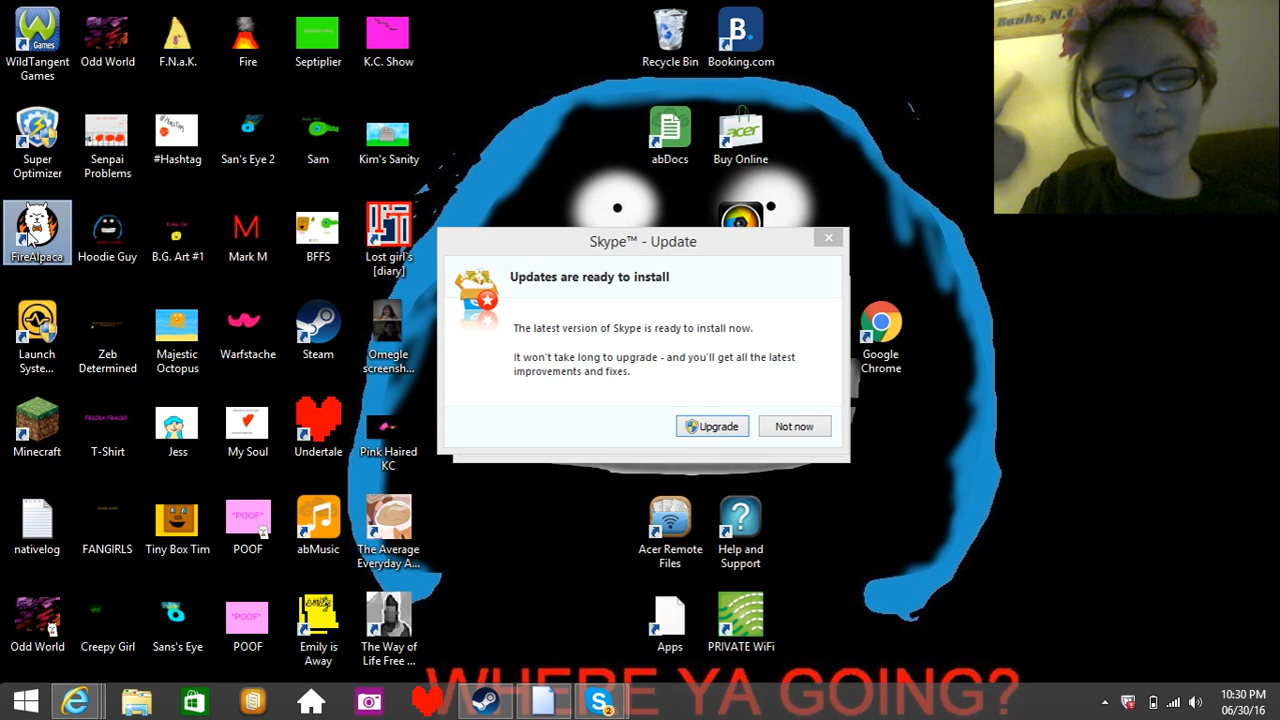 WildTangent Games
Odd World
F.N.a.K.
Fire
Septiplier
K.C. Show
Recycle Bin
B.
Booking.com
Super Optimizer
Senpai Problems
#Hashtag
San's Eye 2
Sam
Kim's Sanity
abDocs
acer
Buy Online
FireAlpaca
Hoodie Guy
B.G. Art #1
M
Mark M
BFFS
Lost girl's [diary]
Skype™ - Update
Updates are ready to install
The latest version of Skype is ready to install now.
It won't take long to upgrade - and you'll get all the latest
improvements and fixes.
Upgrade
Not now
Launch Syste...
Zeb Determined
Majestic Octopus
Warfstache
Steam
Omegle screensh...
Google Chrome
Minecraft
T-Shirt
Jess
My Soul
Undertale
Pink Haired KC
nativelog
FANGIRLS
Tiny Box Tim
*POOF*
POOF
abMusic
The Average Everyday A...
Acer Remote Files
?
Help and Support
Odd World
Creepy Girl
Sans's Eye
*POOF*
POOF
Emily is Away
The Way of Life Free ...
Apps
PRIVATE WiFi
WHERE YA GOING?
2
10:30 PM
06/30/16